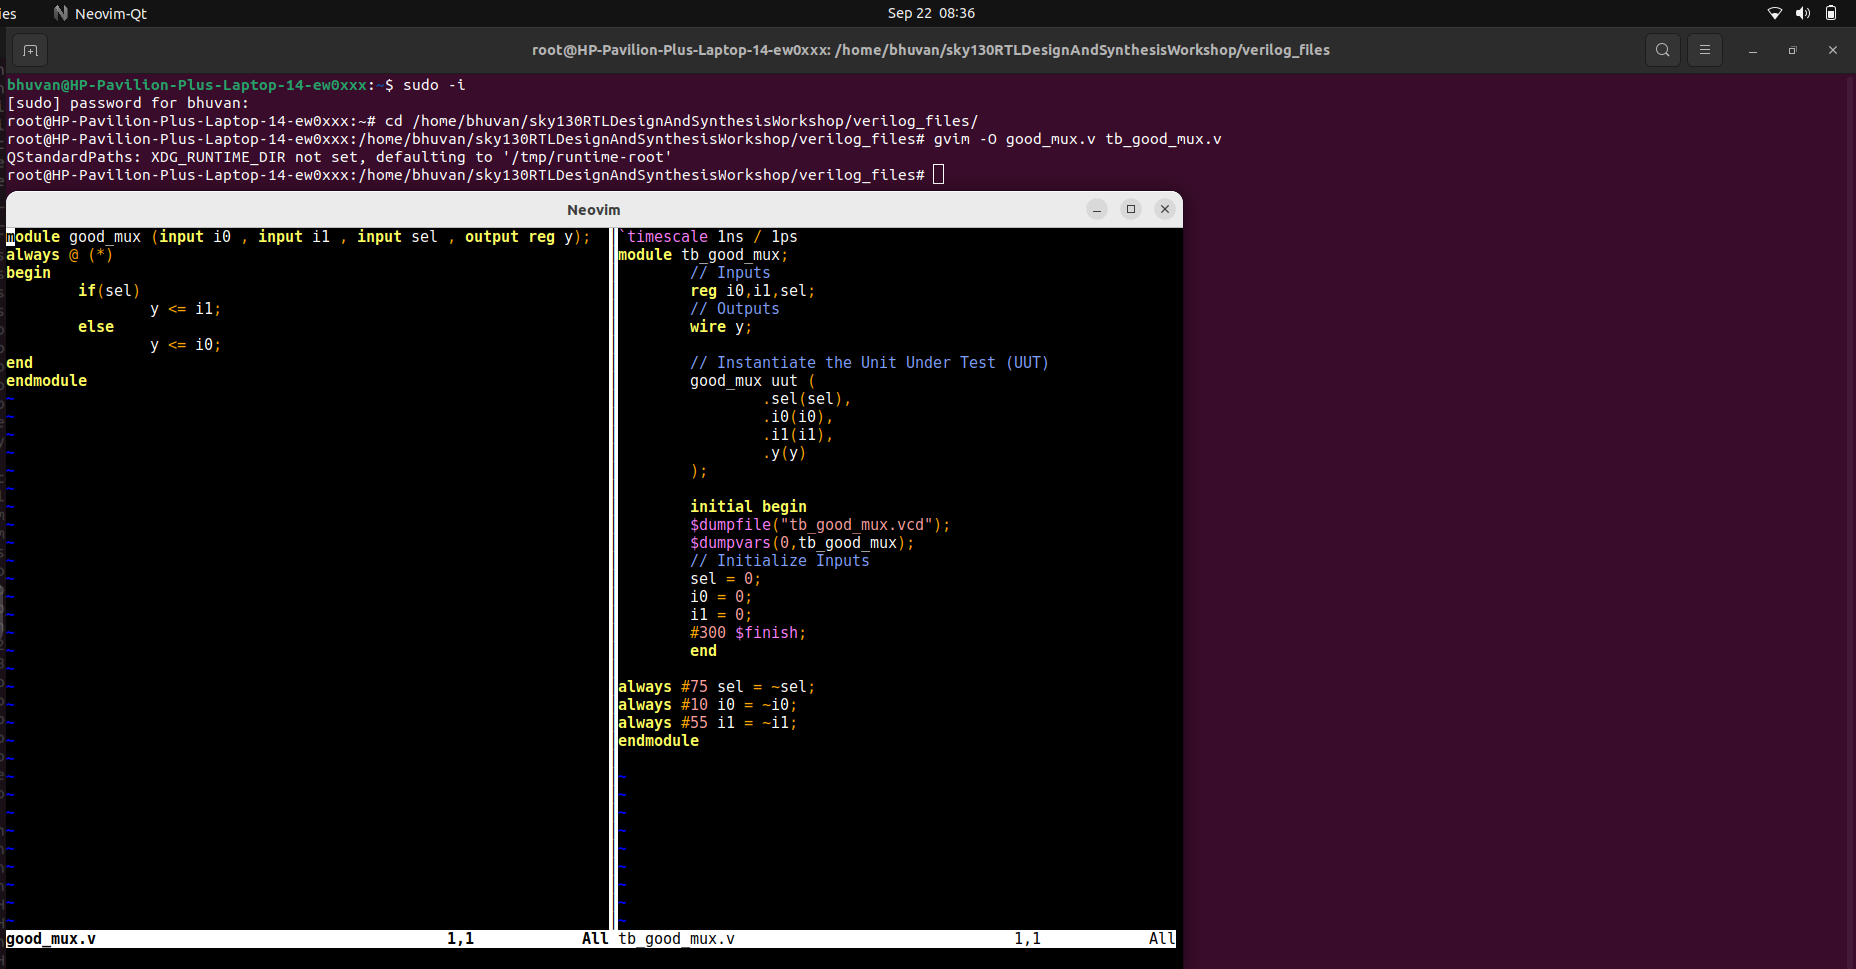 ies
Neovim-Qt
Sep 22 08:36
root@HP-Pavilion-Plus-Laptop-14-ew0xxx: /home/bhuvan/sky130RTLDesignAndSynthesisWorkshop/verilog_files
bhuvan@HP-Pavilion-Plus-Laptop-14-ew0xxx:~$ sudo -i
[sudo] password for bhuvan:
root@HP-Pavilion-Plus-Laptop-14-ew0xxx:~# cd /home/bhuvan/sky130RTLDesignAndSynthesisWorkshop/verilog_files/
root@HP-Pavilion-Plus-Laptop-14-ew0xxx:/home/bhuvan/sky130RTLDesignAndSynthesisWorkshop/verilog_files# gvim -O good_mux.v tb_good_mux.v
QStandardPaths: XDG_RUNTIME_DIR not set, defaulting to '/tmp/runtime-root'
root@HP-Pavilion-Plus-Laptop-14-ew0xxx:/home/bhuvan/sky130RTLDesignAndSynthesisWorkshop/verilog_files#
Neovim
module good_mux (input i0 , input i1 , input sel , output reg y);
always @ (*)
begin
if(sel)
y <= i1;
else
y <= i0;
end
endmodule
good_mux.v 1,1 All
`timescale 1ns / 1ps
module tb_good_mux;
// Inputs
reg i0,i1,sel;
// Outputs
wire y;
// Instantiate the Unit Under Test (UUT)
good_mux uut (
.sel(sel),
.i0(i0),
.i1(i1),
.y(y)
);
initial begin
$dumpfile("tb_good_mux.vcd");
$dumpvars(0,tb_good_mux);
// Initialize Inputs
sel = 0;
i0 = 0;
i1 = 0;
#300 $finish;
end
always #75 sel = ~sel;
always #10 i0 = ~i0;
always #55 i1 = ~i1;
endmodule
tb_good_mux.v 1,1 All